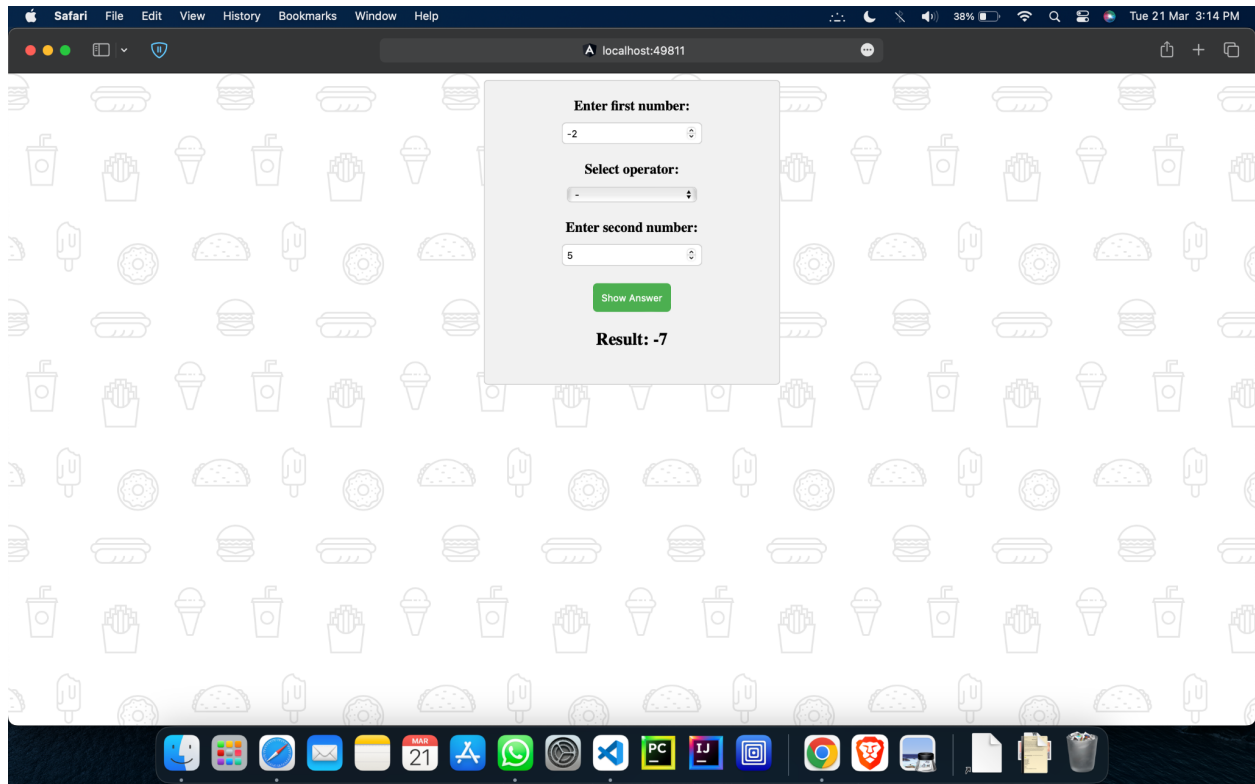 Safari File Edit View History Bookmarks Window Help 38% Tue 21 Mar 3:14 PM
localhost:49811
Enter first number:
-2
Select operator:
-
Enter second number:
5
Show Answer
Result: -7
MAR
21
PC
IJ